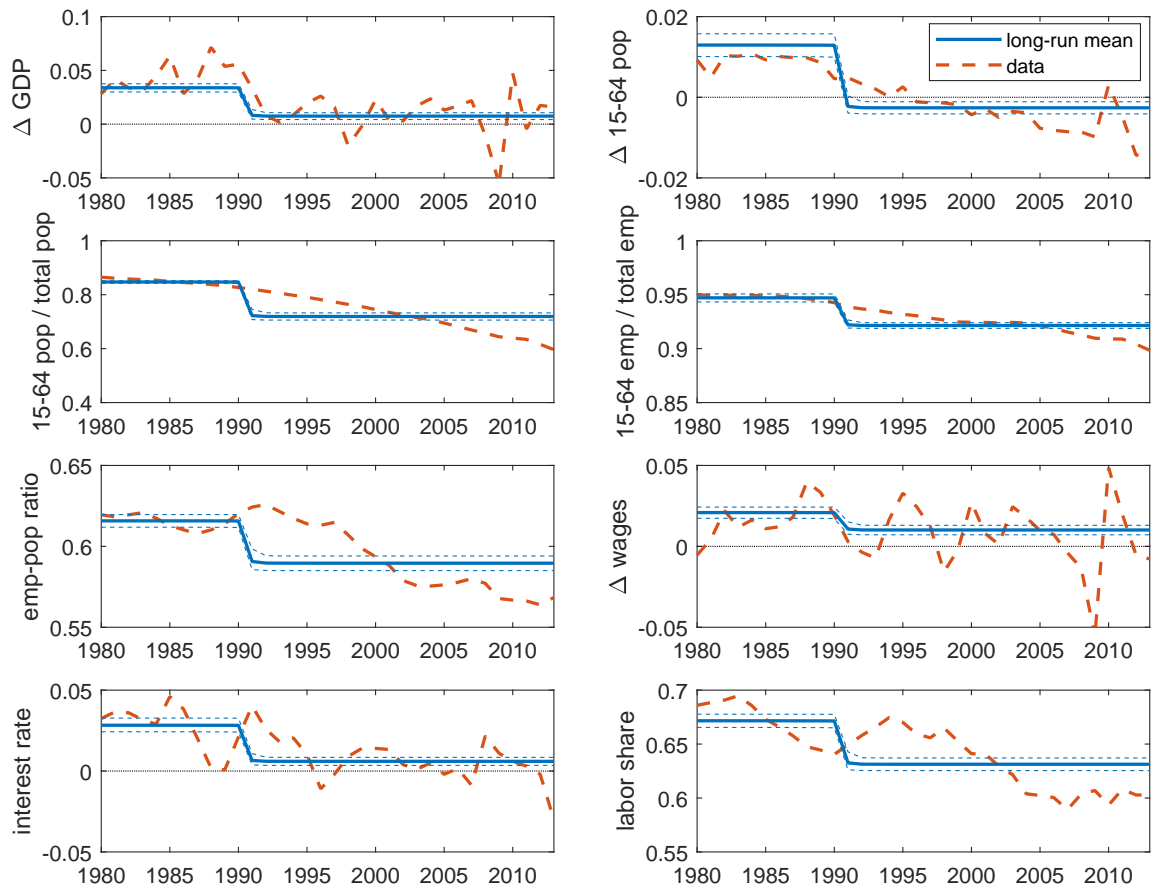 0.1
0.05
0
-0.05
Δ GDP
1980 1985 1990 1995 2000 2005 2010
0.02
0
-0.02
Δ 15-64 pop
1980 1985 1990 1995 2000 2005 2010
long-run mean
data
1
0.8
0.6
0.4
15-64 pop / total pop
1980 1985 1990 1995 2000 2005 2010
1
0.95
0.9
0.85
15-64 emp / total emp
1980 1985 1990 1995 2000 2005 2010
0.65
0.6
0.55
emp-pop ratio
1980 1985 1990 1995 2000 2005 2010
0.05
0
-0.05
Δ wages
1980 1985 1990 1995 2000 2005 2010
0.05
0
-0.05
interest rate
1980 1985 1990 1995 2000 2005 2010
0.7
0.65
0.6
0.55
labor share
1980 1985 1990 1995 2000 2005 2010